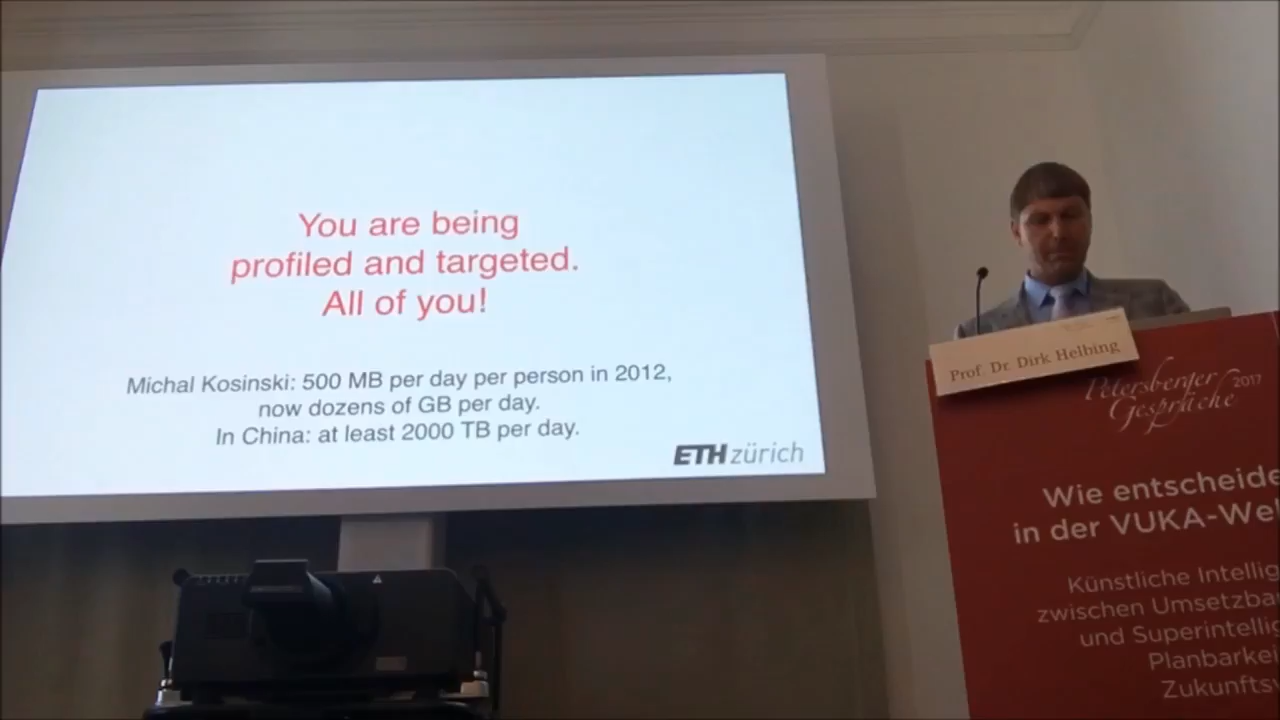 You are being
profiled and targeted.
All of you!
Michal Kosinski: 500 MB per day per person in 2012,
now dozens of GB per day.
In China: at least 2000 TB per day.
ETH zürich
Prof. Dr. Dirk Helbing
Petersberger
Gespräche 2017
Wie entscheide
in der VUKA-Wel
Künstliche Intellig
zwischen Umsetzba
und Superintellig
Planbarkei
Zukunfts